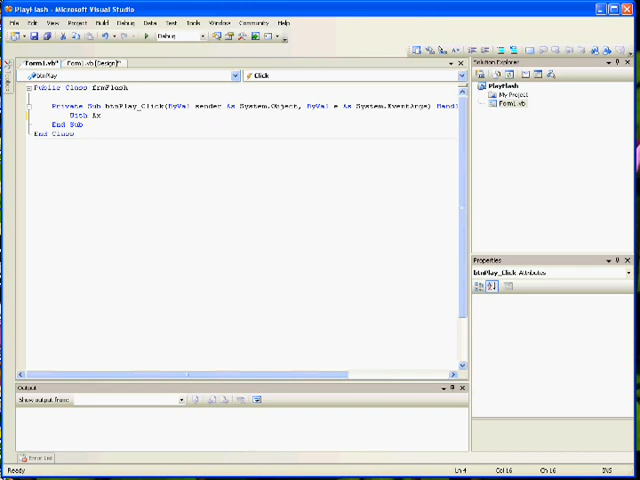 PlayFlash - Microsoft Visual Studio
File Edit View Project Build Debug Data Test Tools Window Community Help
Debug
Form1.vb* Form1.vb [Design]*
btnPlay Click
Public Class frmFlash
Private Sub btnPlay_Click(ByVal sender As System.Object, ByVal e As System.EventArgs) Handl
With Ax
End Sub
End Class
Solution Explorer
PlayFlash
My Project
Form1.vb
Properties
btnPlay_Click Attributes
Output
Show output from:
Error List
Ready Ln 4 Col 16 Ch 16 INS